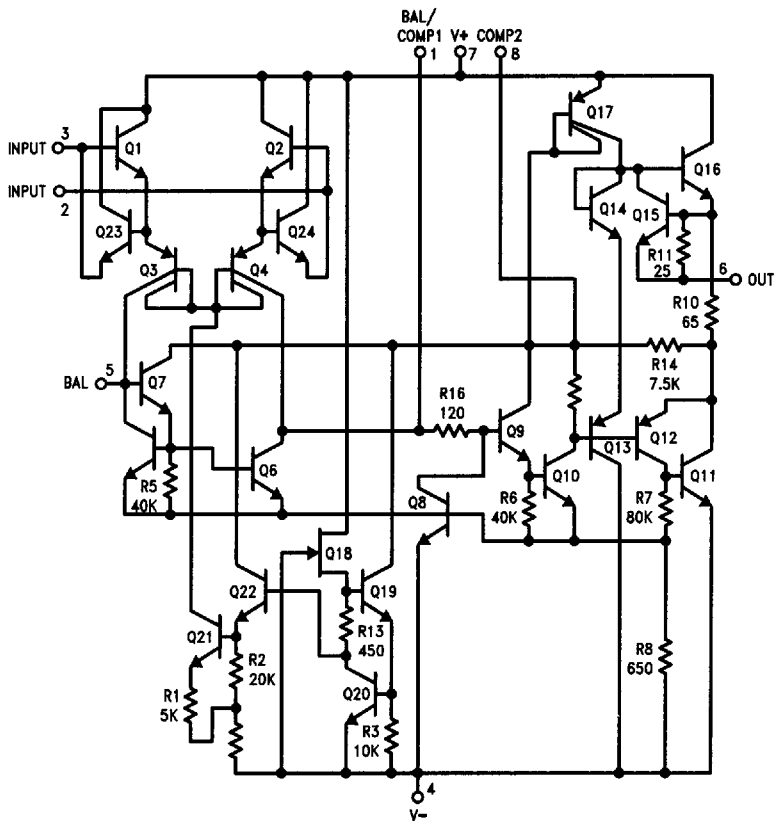 BAL/
COMP1 V+ COMP2
1 7 8
Q17
INPUT 3
Q1
Q2
Q16
INPUT
2
Q14
Q15
Q23
Q24
R11
25
6
OUT
Q3
Q4
R10
65
BAL 5
Q7
R14
7.5K
R16
120
Q9
Q13
Q12
Q6
Q10
Q11
R5
40K
Q8
R6
40K
R7
80K
Q18
Q22
Q19
Q21
R13
450
R2
20K
R8
650
R1
5K
Q20
R3
10K
4
V-